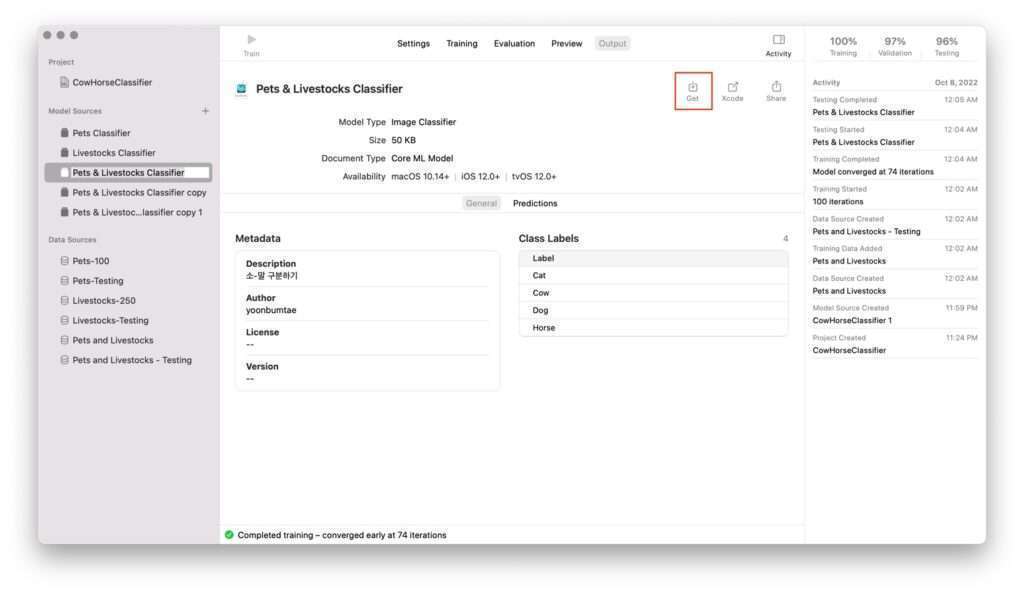 Project
CowHorseClassifier
Model Sources
Pets Classifier
Livestocks Classifier
Pets & Livestocks Classifier
Pets & Livestocks Classifier copy
Pets & Livestoc...lassifier copy 1
Data Sources
Pets-100
Pets-Testing
Livestocks-250
Livestocks-Testing
Pets and Livestocks
Pets and Livestocks - Testing
Train
Settings Training Evaluation Preview Output
Activity
Pets & Livestocks Classifier
Get Xcode Share
Model Type Image Classifier
Size 50 KB
Document Type Core ML Model
Availability macOS 10.14+ | iOS 12.0+ | tvOS 12.0+
General Predictions
Metadata
Description
소-말 구분하기
Author
yoonbumtae
License
--
Version
--
Class Labels 4
Label
Cat
Cow
Dog
Horse
Completed training – converged early at 74 iterations
100% 97% 96%
Training Validation Testing
Activity Oct 8, 2022
Testing Completed 12:05 AM
Pets & Livestocks Classifier
Testing Started 12:04 AM
Pets & Livestocks Classifier
Training Completed 12:04 AM
Model converged at 74 iterations
Training Started 12:02 AM
100 iterations
Data Source Created 12:02 AM
Pets and Livestocks - Testing
Training Data Added 12:02 AM
Pets and Livestocks
Data Source Created 12:02 AM
Pets and Livestocks
Model Source Created 11:59 PM
CowHorseClassifier 1
Project Created 11:24 PM
CowHorseClassifier